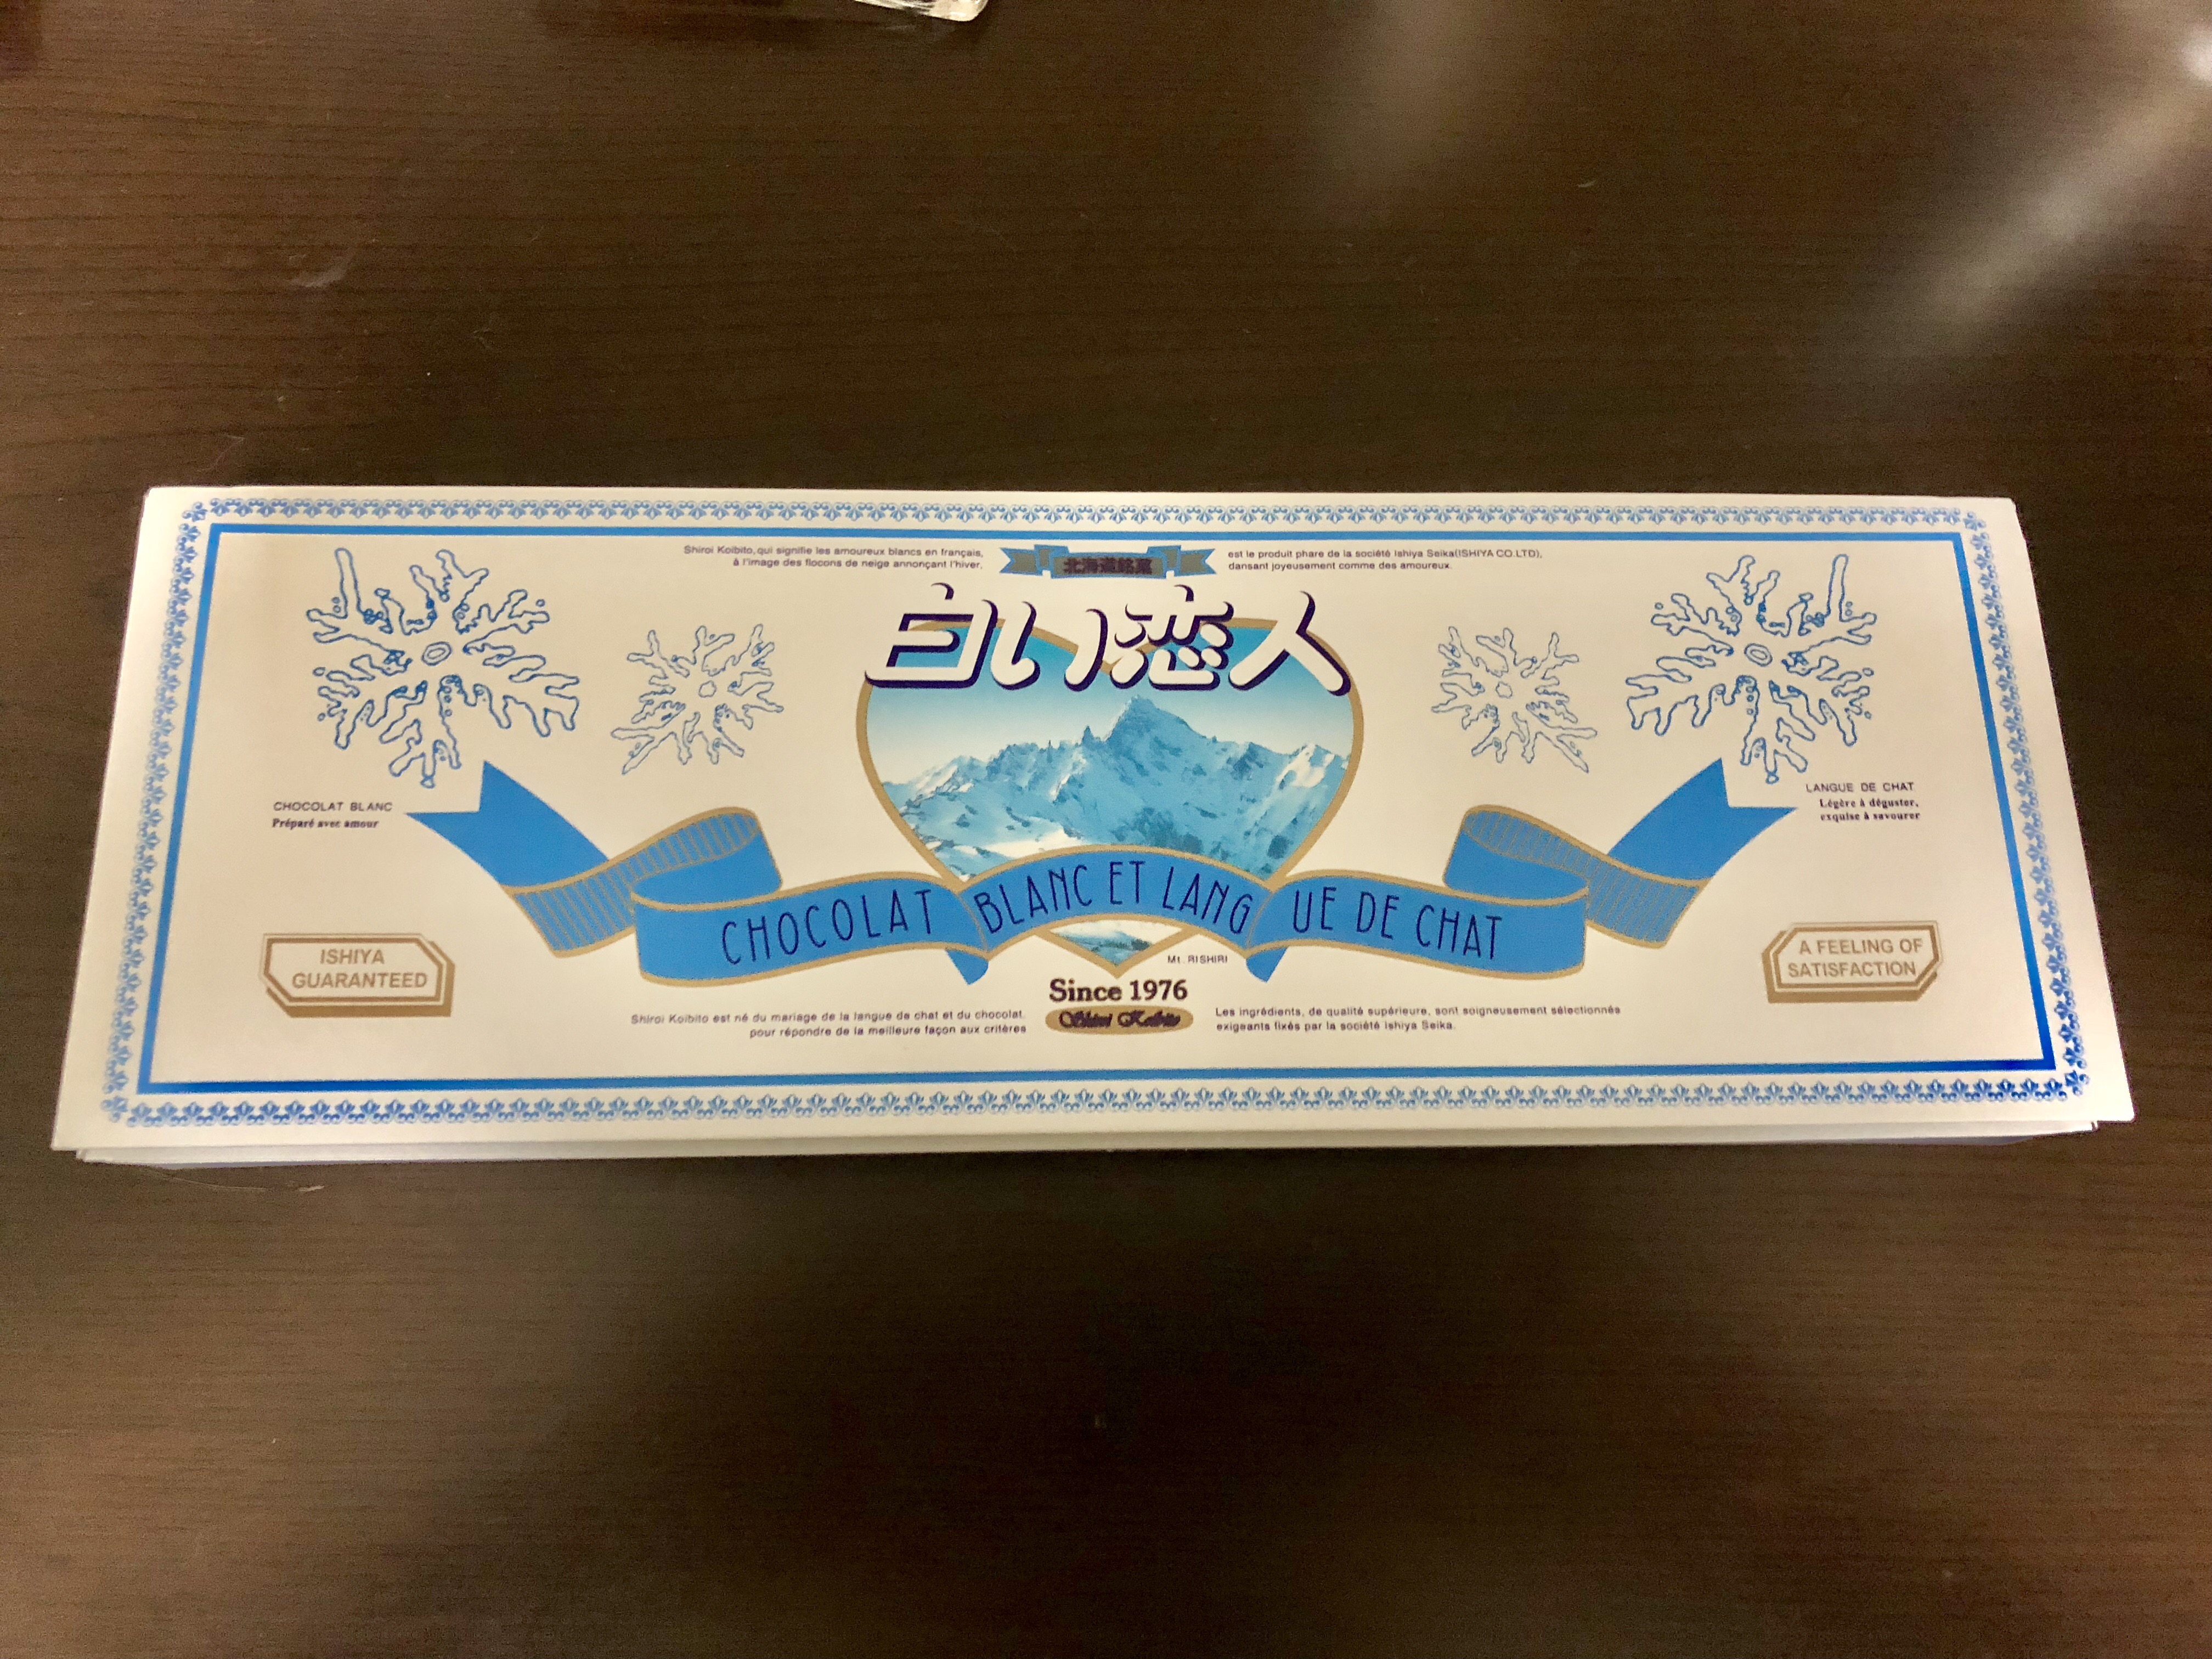 Shiroi Koibito, qui signifie les amoureux blancs en français,
à l'image des flocons de neige annonçant l'hiver,
北海道銘菓
est le produit phare de la société Ishiya Seika(ISHIYA CO.LTD),
dansant joyeusement comme des amoureux.
白い恋人
CHOCOLAT BLANC
Préparé avec amour
LANGUE DE CHAT
Légère à déguster,
exquise à savourer
CHOCOLAT BLANC ET LANGUE DE CHAT
ISHIYA
GUARANTEED
A FEELING OF
SATISFACTION
Mt. RISHIRI
Since 1976
Shiroi Koibito
Shiroi Koibito est né du mariage de la langue de chat et du chocolat.
pour répondre de la meilleure façon aux critères
Les ingrédients, de qualité supérieure, sont soigneusement sélectionnés
exigeants fixés par la société Ishiya Seika.